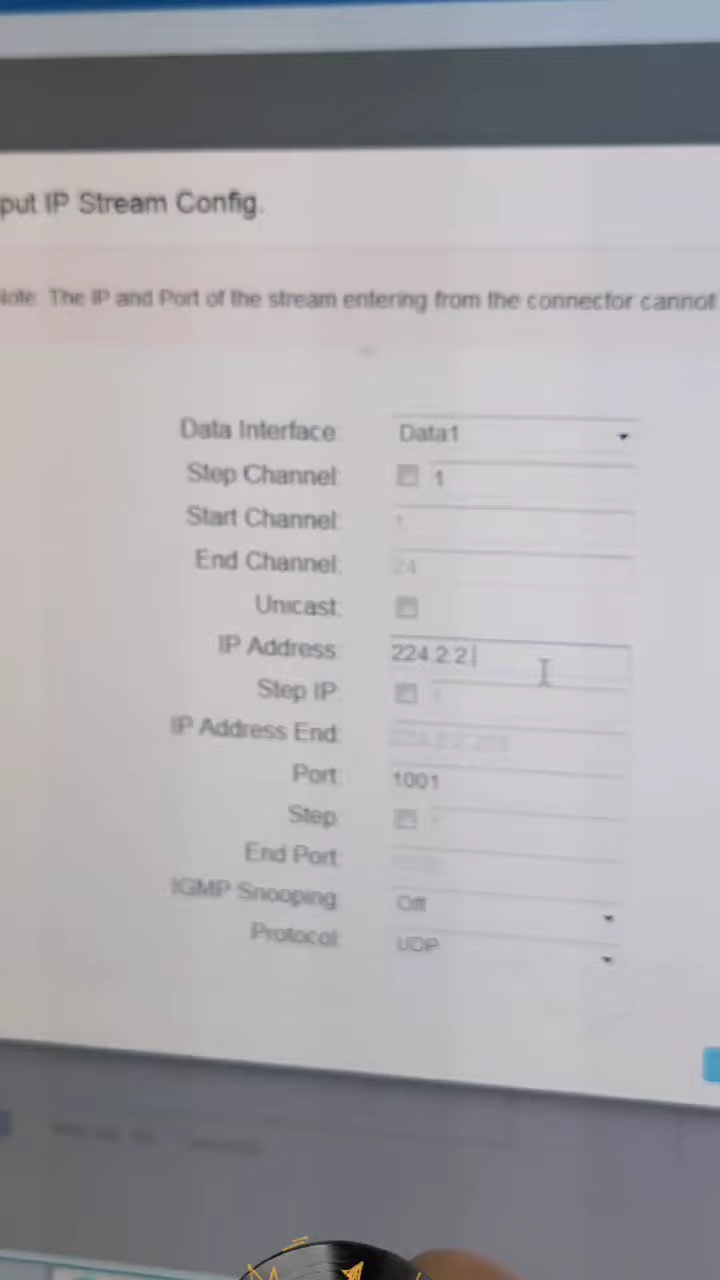 put IP Stream Config.
Note: The IP and Port of the stream entering from the connector cannot
Data Interface: Data1
Step Channel: 1
Start Channel: 1
End Channel: 24
Unicast:
IP Address: 224.2.2
Step IP:
IP Address End:
Port: 1001
Step:
End Port:
IGMP Snooping: Off
Protocol: UDP